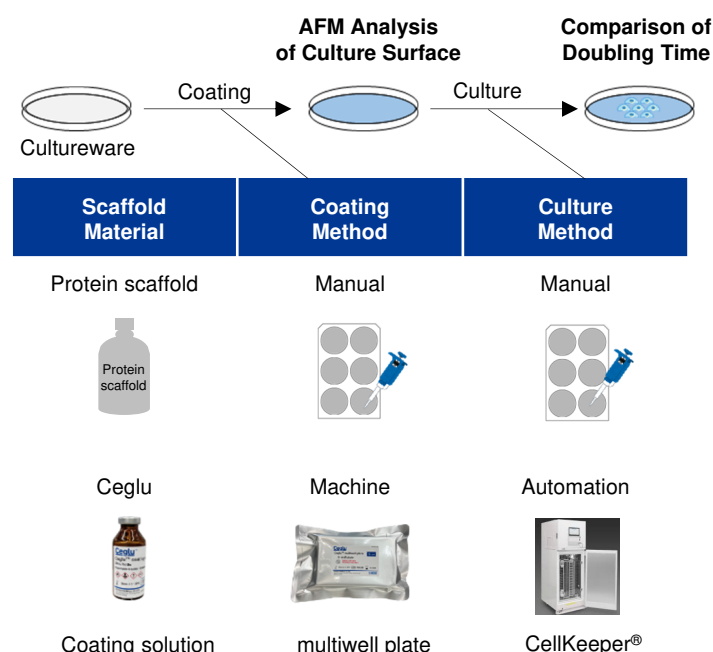 AFM Analysis
of Culture Surface
Comparison of
Doubling Time
Coating
Culture
Cultureware
Scaffold
Material
Coating
Method
Culture
Method
Protein scaffold
Manual
Manual
Protein
scaffold
Ceglu
Machine
Automation
Ceglu
Coating solution
multiwell plate
CellKeeper®